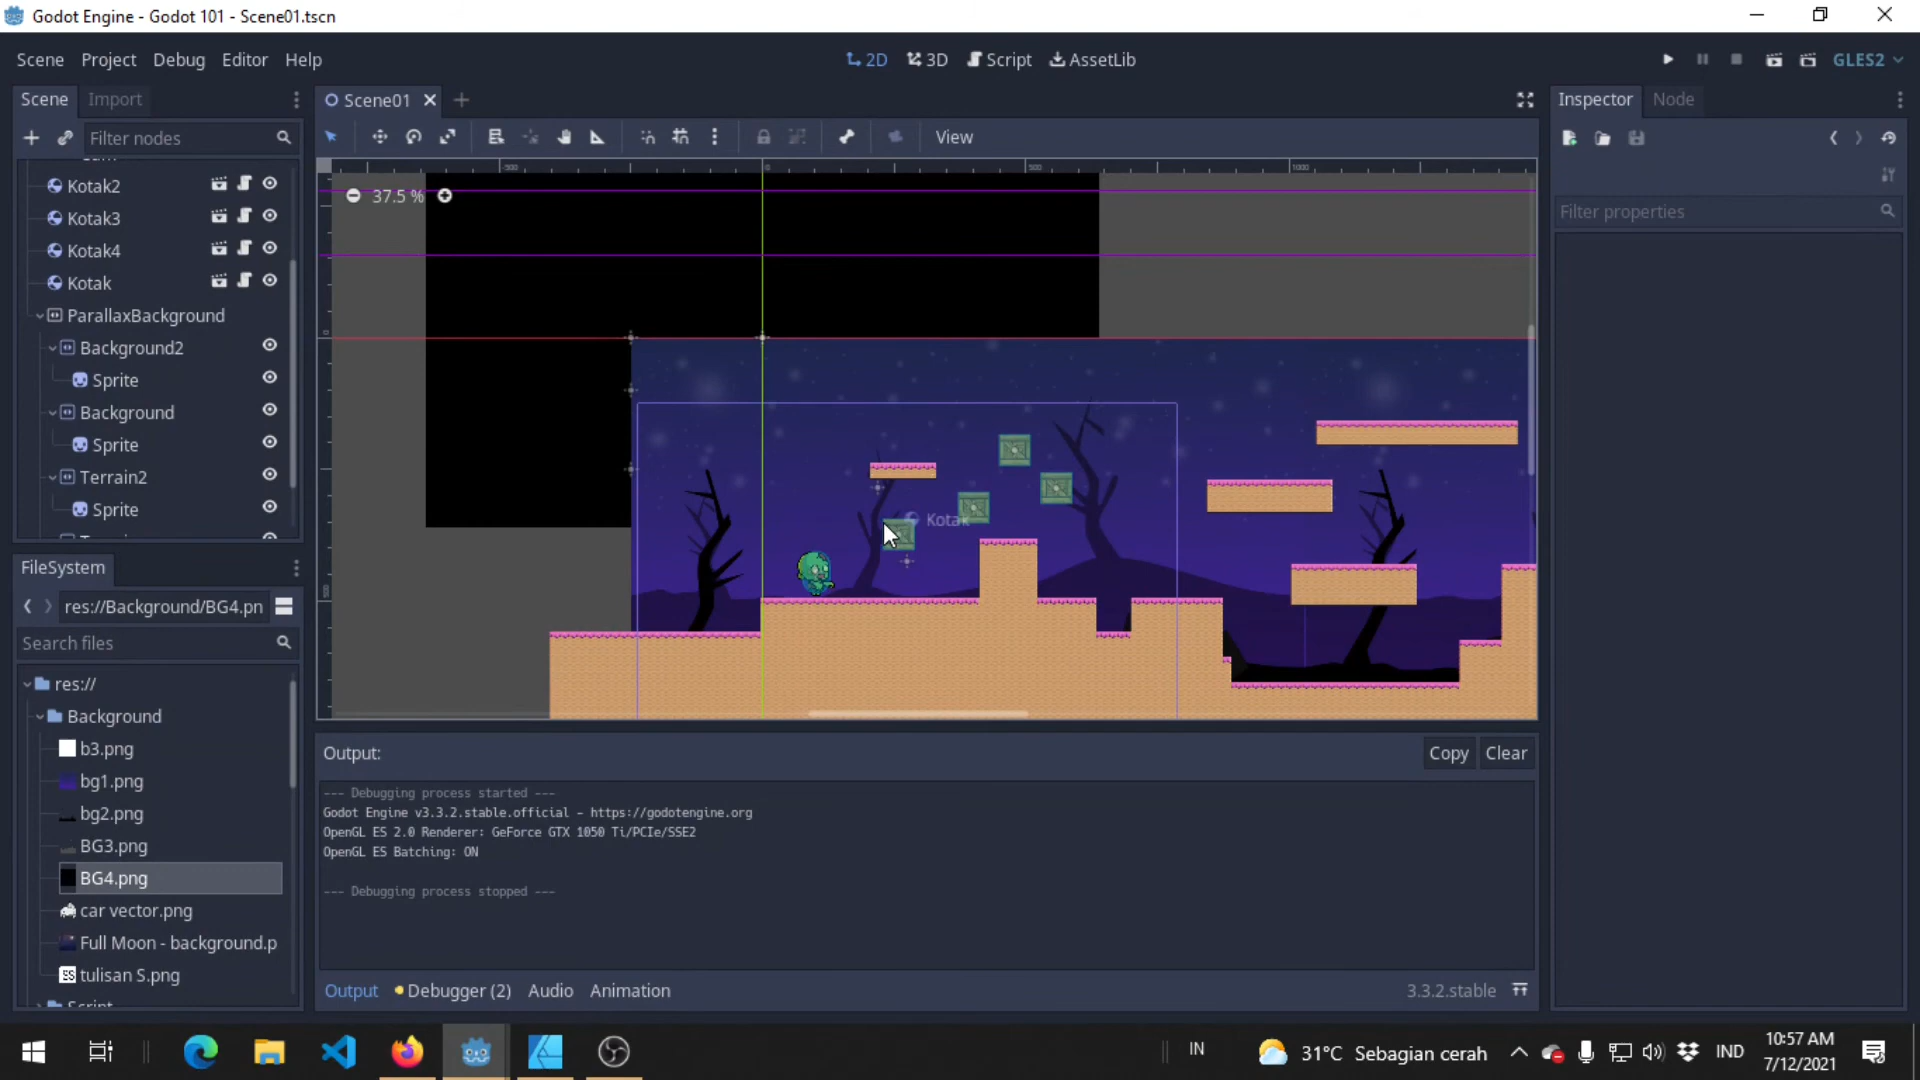 Godot Engine - Godot 101 - Scene01.tscn
Scene Project Debug Editor Help
2D 3D Script AssetLib
GLES2
Scene Import
Scene01
Inspector Node
Filter nodes
View
Filter properties
37.5 %
-500
0
500
1000
Kotak2
Kotak3
Kotak4
Kotak
ParallaxBackground
Background2
Sprite
Background
Sprite
Terrain2
Sprite
Kotak
FileSystem
res://Background/BG4.pn
Search files
res://
Background
b3.png
bg1.png
bg2.png
BG3.png
BG4.png
car vector.png
Full Moon - background.p
tulisan S.png
Script
Output:
Copy Clear
--- Debugging process started ---
Godot Engine v3.3.2.stable.official - https://godotengine.org
OpenGL ES 2.0 Renderer: GeForce GTX 1050 Ti/PCIe/SSE2
OpenGL ES Batching: ON
--- Debugging process stopped ---
Output Debugger (2) Audio Animation
3.3.2.stable
IN
31°C Sebagian cerah
IND
10:57 AM
7/12/2021